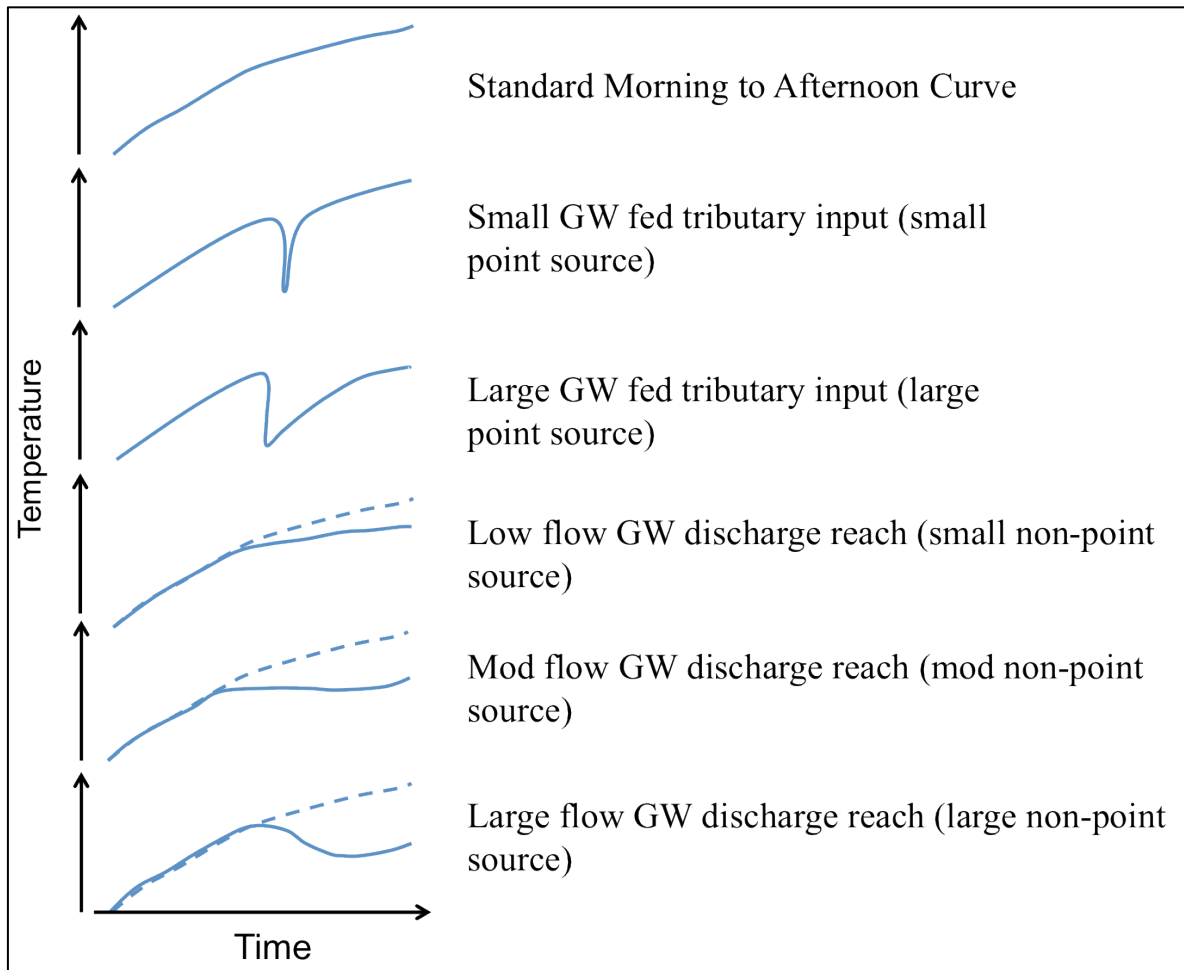 Standard Morning to Afternoon Curve
Small GW fed tributary input (small
point source)
Large GW fed tributary input (large
point source)
Low flow GW discharge reach (small non-point
source)
Mod flow GW discharge reach (mod non-point
source)
Large flow GW discharge reach (large non-point
source)
Temperature
Time